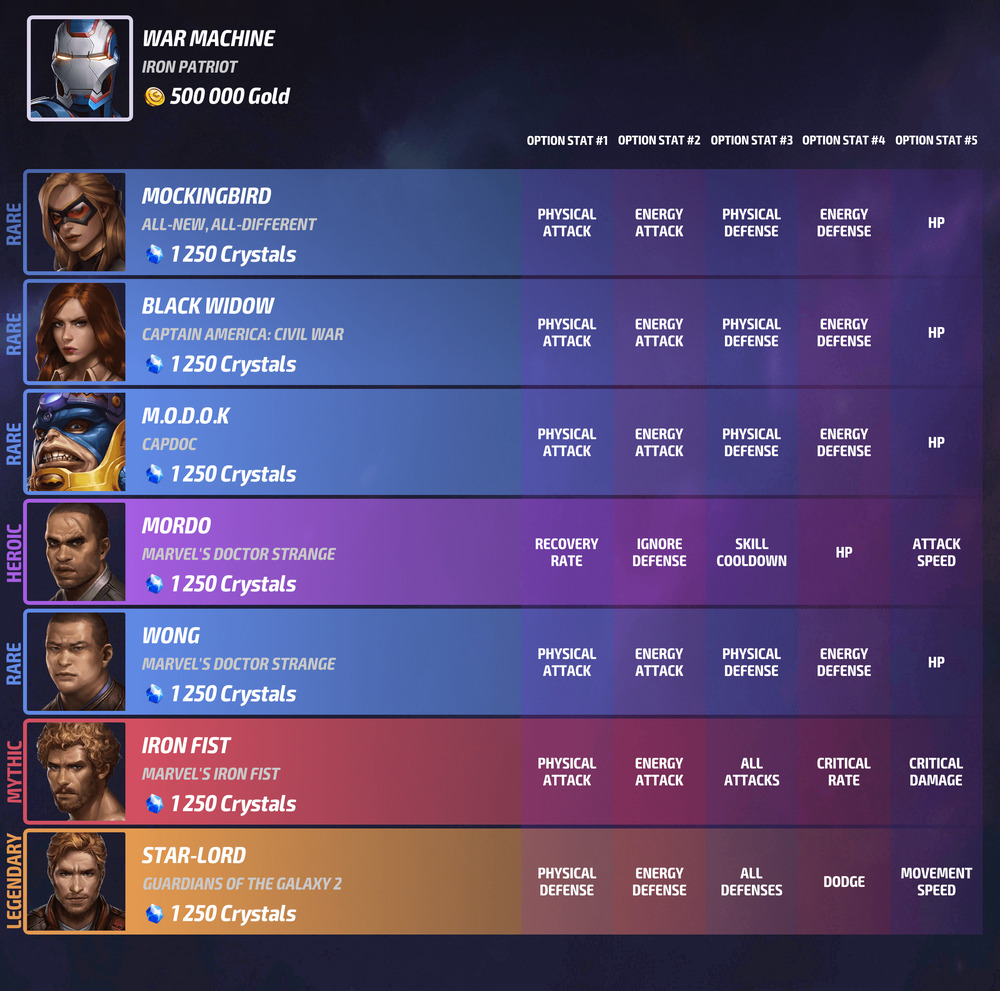 WAR MACHINE
IRON PATRIOT
500 000 Gold
OPTION STAT #1 OPTION STAT #2 OPTION STAT #3 OPTION STAT #4 OPTION STAT #5
RARE
MOCKINGBIRD
ALL-NEW, ALL-DIFFERENT
1 250 Crystals
PHYSICAL ENERGY PHYSICAL ENERGY HP
ATTACK ATTACK DEFENSE DEFENSE
RARE
BLACK WIDOW
CAPTAIN AMERICA: CIVIL WAR
1 250 Crystals
PHYSICAL ENERGY PHYSICAL ENERGY HP
ATTACK ATTACK DEFENSE DEFENSE
RARE
M.O.D.O.K
CAPDOC
1 250 Crystals
PHYSICAL ENERGY PHYSICAL ENERGY HP
ATTACK ATTACK DEFENSE DEFENSE
HEROIC
MORDO
MARVEL'S DOCTOR STRANGE
1 250 Crystals
RECOVERY IGNORE SKILL HP ATTACK
RATE DEFENSE COOLDOWN SPEED
RARE
WONG
MARVEL'S DOCTOR STRANGE
1 250 Crystals
PHYSICAL ENERGY PHYSICAL ENERGY HP
ATTACK ATTACK DEFENSE DEFENSE
MYTHIC
IRON FIST
MARVEL'S IRON FIST
1 250 Crystals
PHYSICAL ENERGY ALL CRITICAL CRITICAL
ATTACK ATTACK ATTACKS RATE DAMAGE
LEGENDARY
STAR-LORD
GUARDIANS OF THE GALAXY 2
1 250 Crystals
PHYSICAL ENERGY ALL DODGE MOVEMENT
DEFENSE DEFENSE DEFENSES SPEED